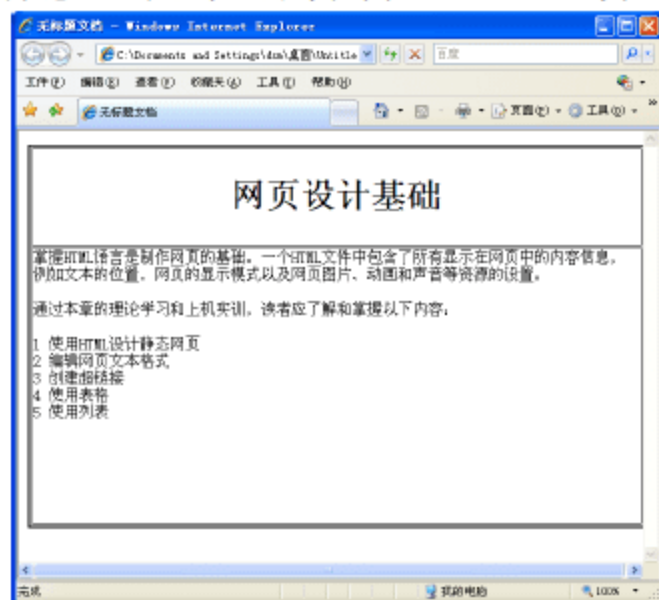 无标题文档 - Windows Internet Explorer
C:\Documents and Settings\dsn\桌面\Untitle
百度
文件(F) 编辑(E) 查看(V) 收藏夹(A) 工具(T) 帮助(H)
无标题文档
页面(P) 工具(O)
网页设计基础
掌握HTML语言是制作网页的基础。一个HTML文件中包含了所有显示在网页中的内容信息,
例如文本的位置、网页的显示模式以及网页图片、动画和声音等资源的设置。
通过本章的理论学习和上机实训,读者应了解和掌握以下内容:
1 使用HTML设计静态网页
2 编辑网页文本格式
3 创建超链接
4 使用表格
5 使用列表
完成
我的电脑
100%